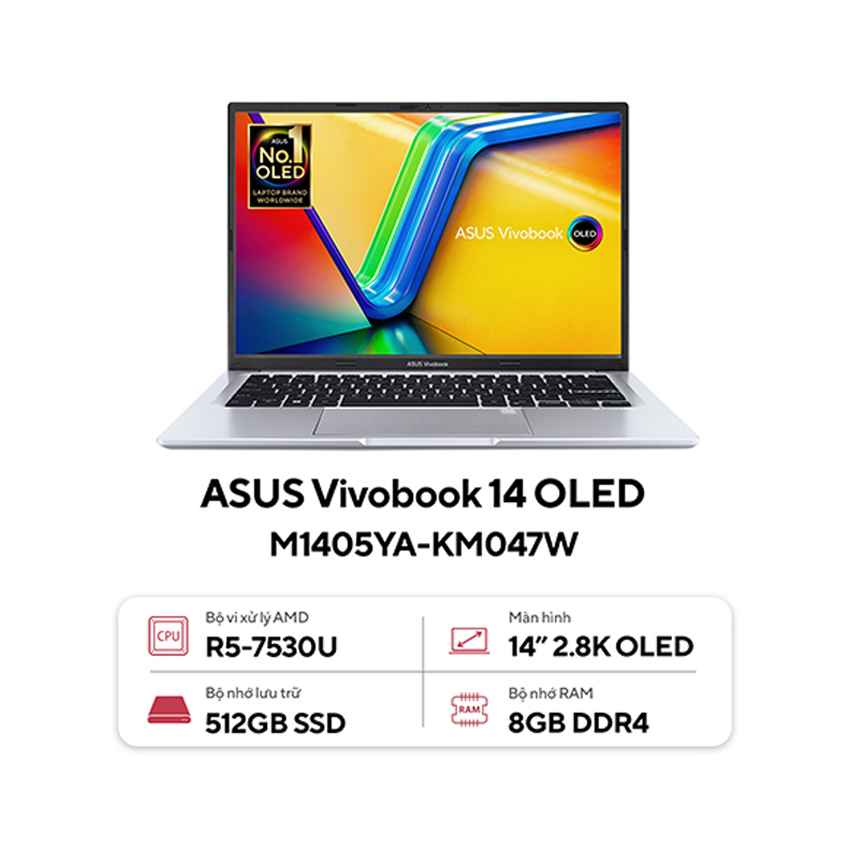 ASUS
No.1
OLED
LAPTOP BRAND
WORLDWIDE
ASUS Vivobook OLED
ASUS Vivobook
ASUS Vivobook 14 OLED
M1405YA-KM047W
CPU
Bộ vi xử lý AMD
R5-7530U
Màn hình
14” 2.8K OLED
Bộ nhớ lưu trữ
512GB SSD
RAM
Bộ nhớ RAM
8GB DDR4